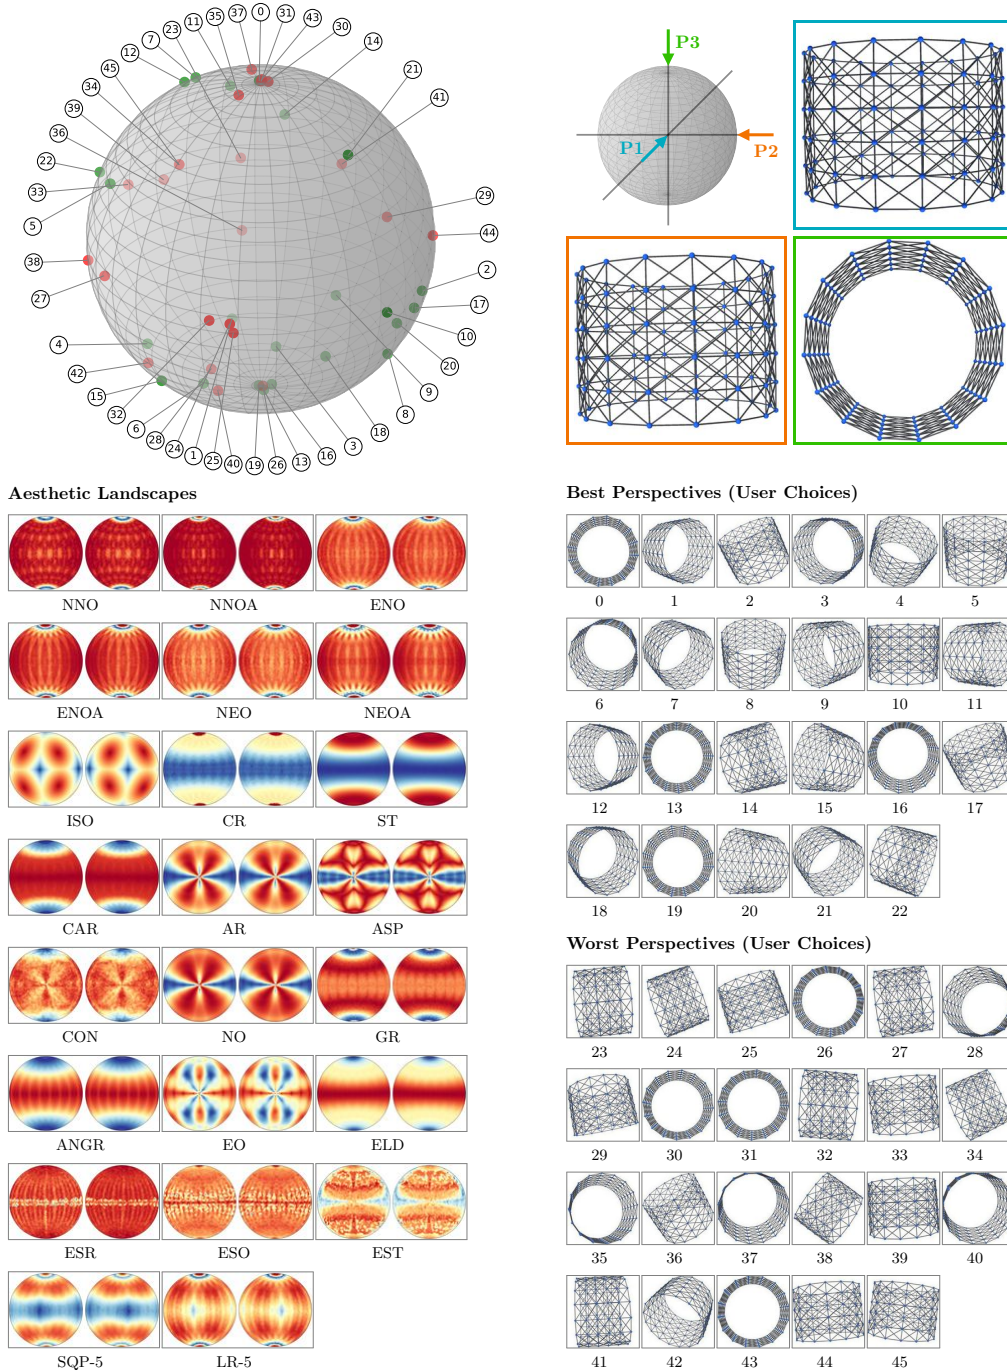 37 0 31 43
35 30
11 14
23
7 21
12
45 41
34
39
36
22
33 29
5 44
38 2
27 17
10
4 20
42 9
15 8
32 18
6 3
28 16
24 1 25 40 19 26 13
P3
P1
P2
Aesthetic Landscapes
NNO NNOA ENO
ENOA NEO NEOA
ISO CR ST
CAR AR ASP
CON NO GR
ANGR EO ELD
ESR ESO EST
SQP-5 LR-5
Best Perspectives (User Choices)
0 1 2 3 4 5
6 7 8 9 10 11
12 13 14 15 16 17
18 19 20 21 22
Worst Perspectives (User Choices)
23 24 25 26 27 28
29 30 31 32 33 34
35 36 37 38 39 40
41 42 43 44 45